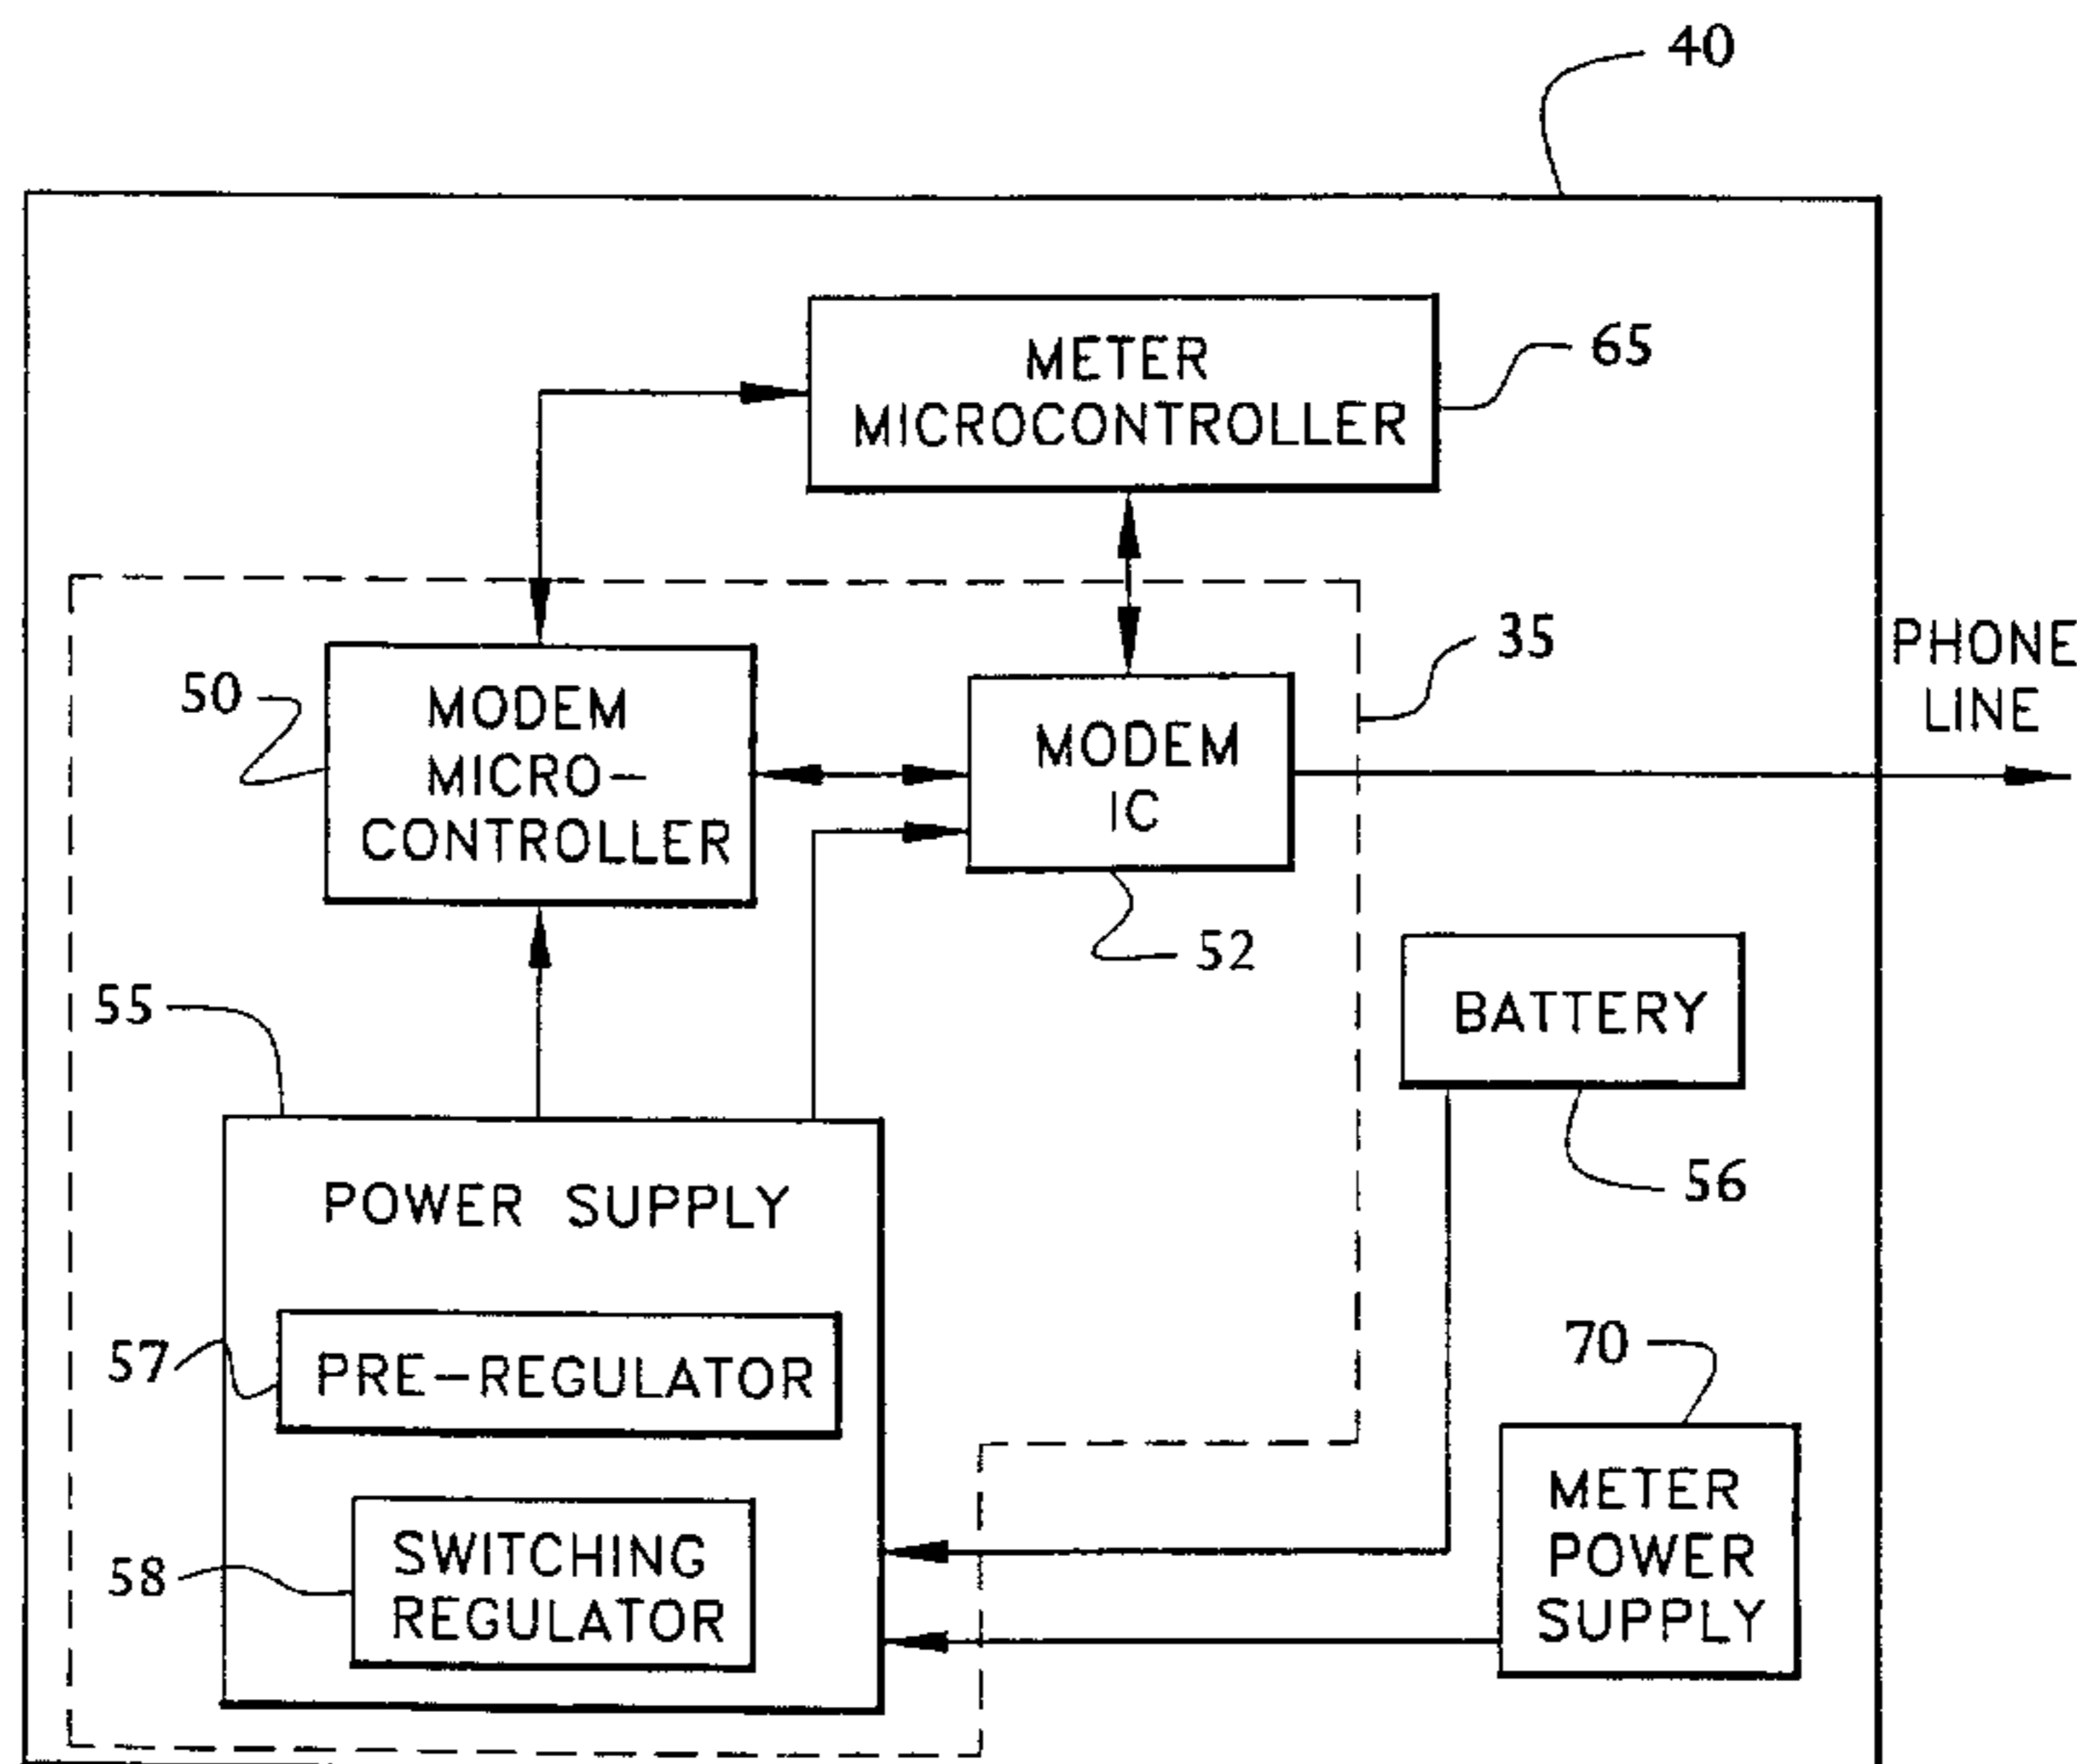 40
METER
MICROCONTROLLER
65
35
PHONE
LINE
50
MODEM
MICRO-
CONTROLLER
MODEM
IC
52
55
BATTERY
56
POWER SUPPLY
57
PRE-REGULATOR
70
58
SWITCHING
REGULATOR
METER
POWER
SUPPLY